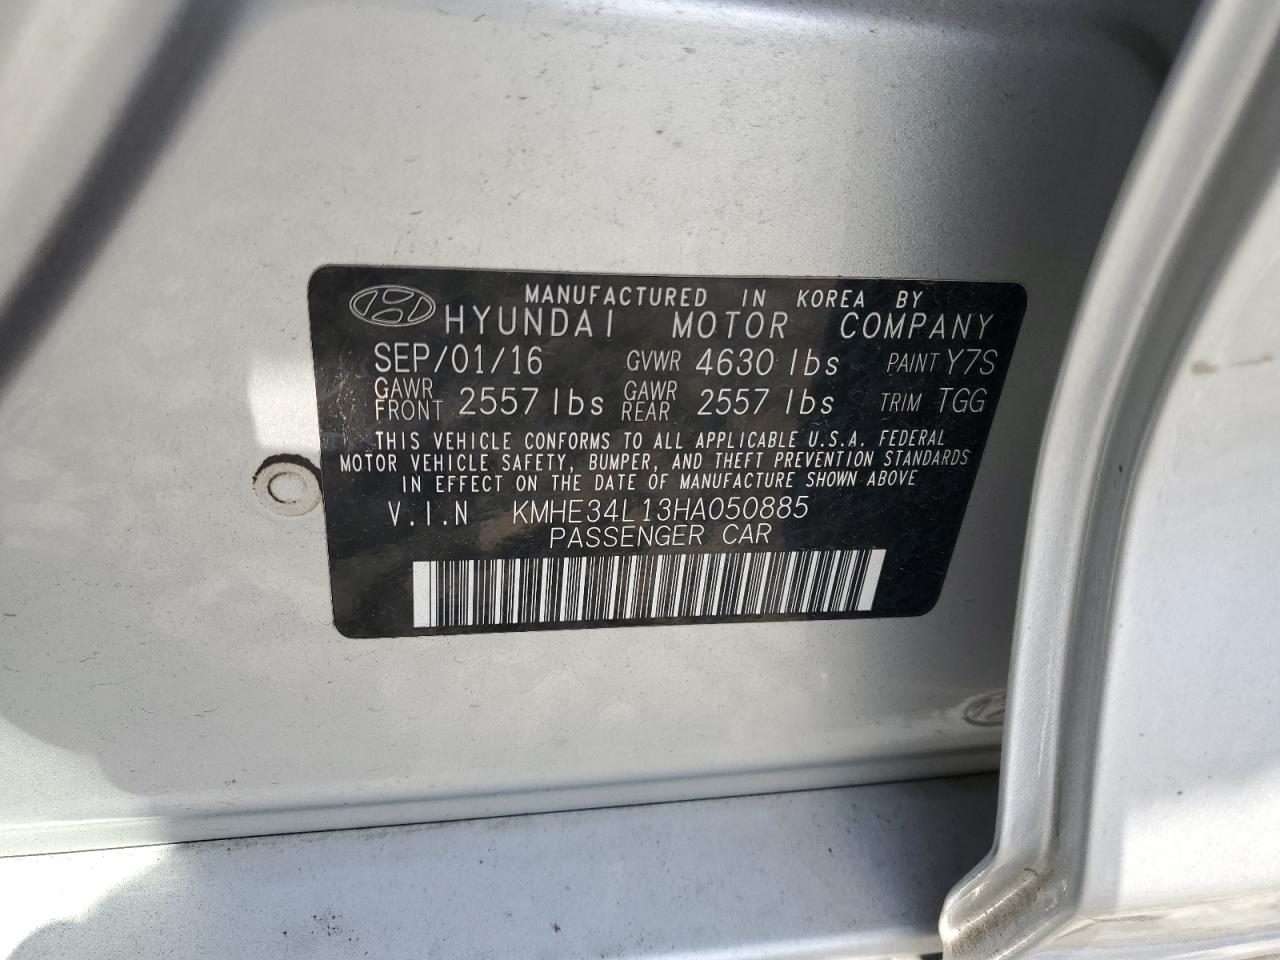 MANUFACTURED IN KOREA BY
HYUNDAI MOTOR COMPANY
SEP/01/16 GVWR 4630 lbs PAINT Y7S
GAWR FRONT 2557 lbs GAWR REAR 2557 lbs TRIM TGG
THIS VEHICLE CONFORMS TO ALL APPLICABLE U.S.A. FEDERAL
MOTOR VEHICLE SAFETY, BUMPER, AND THEFT PREVENTION STANDARDS
IN EFFECT ON THE DATE OF MANUFACTURE SHOWN ABOVE
V.I.N KMHE34L13HA050885
PASSENGER CAR